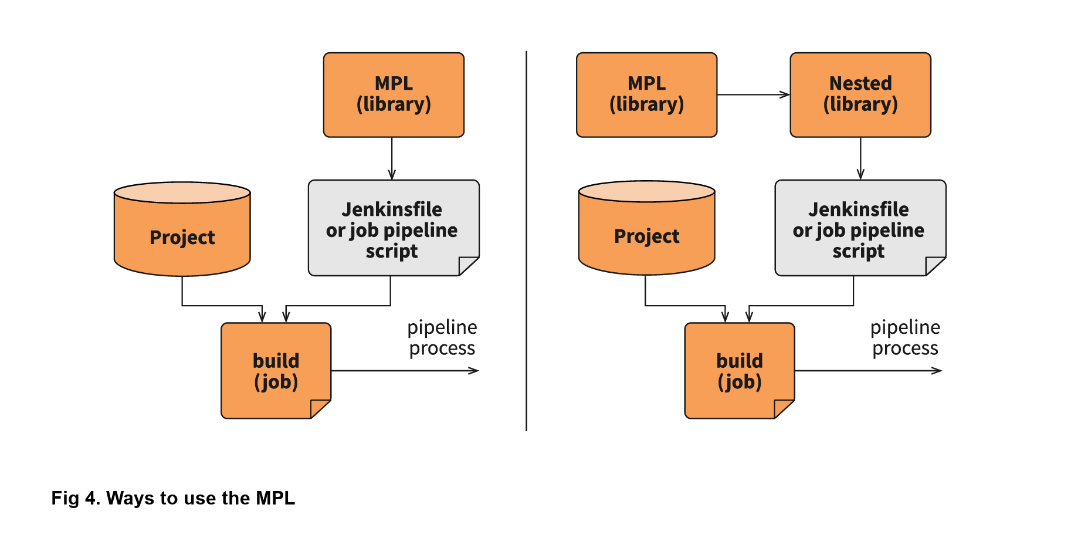 MPL
(library)
Jenkinsfile
or job pipeline
script
Project
build
(job)
pipeline
process
MPL
(library)
Nested
(library)
Jenkinsfile
or job pipeline
script
Project
build
(job)
pipeline
process
Fig 4. Ways to use the MPL